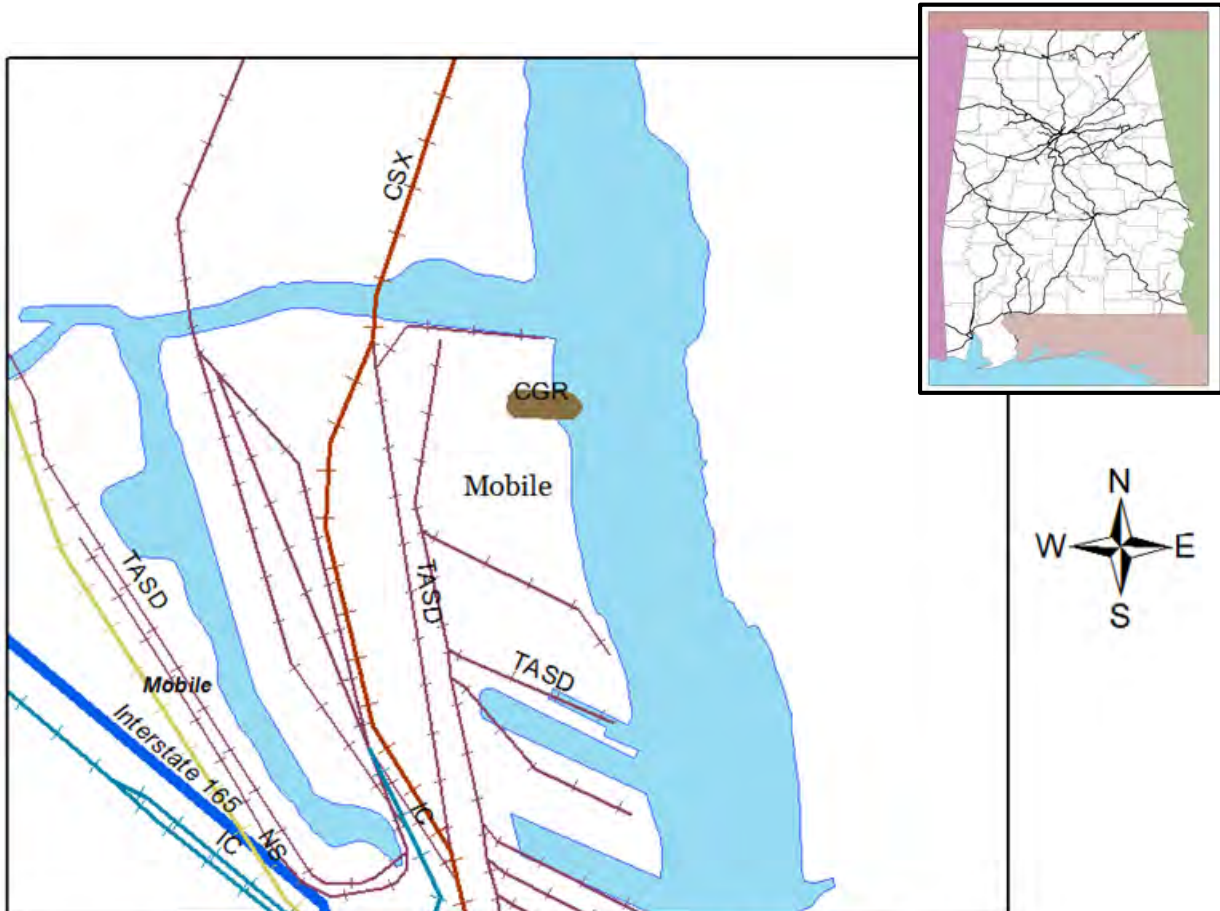 CSX
CGR
Mobile
N
W E
S
TASD
TASD
TASD
Mobile
Interstate 165
IC
NS
IC